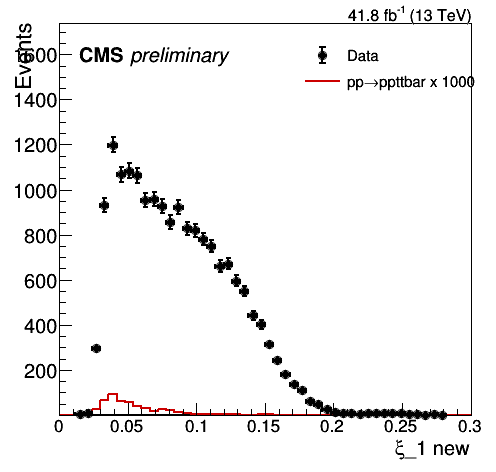 41.8 fb⁻¹ (13 TeV)
Events
CMS preliminary
Data
pp→ppttbar x 1000
1600
1400
1200
1000
800
600
400
200
0 0.05 0.1 0.15 0.2 0.25 0.3
ξ_1 new